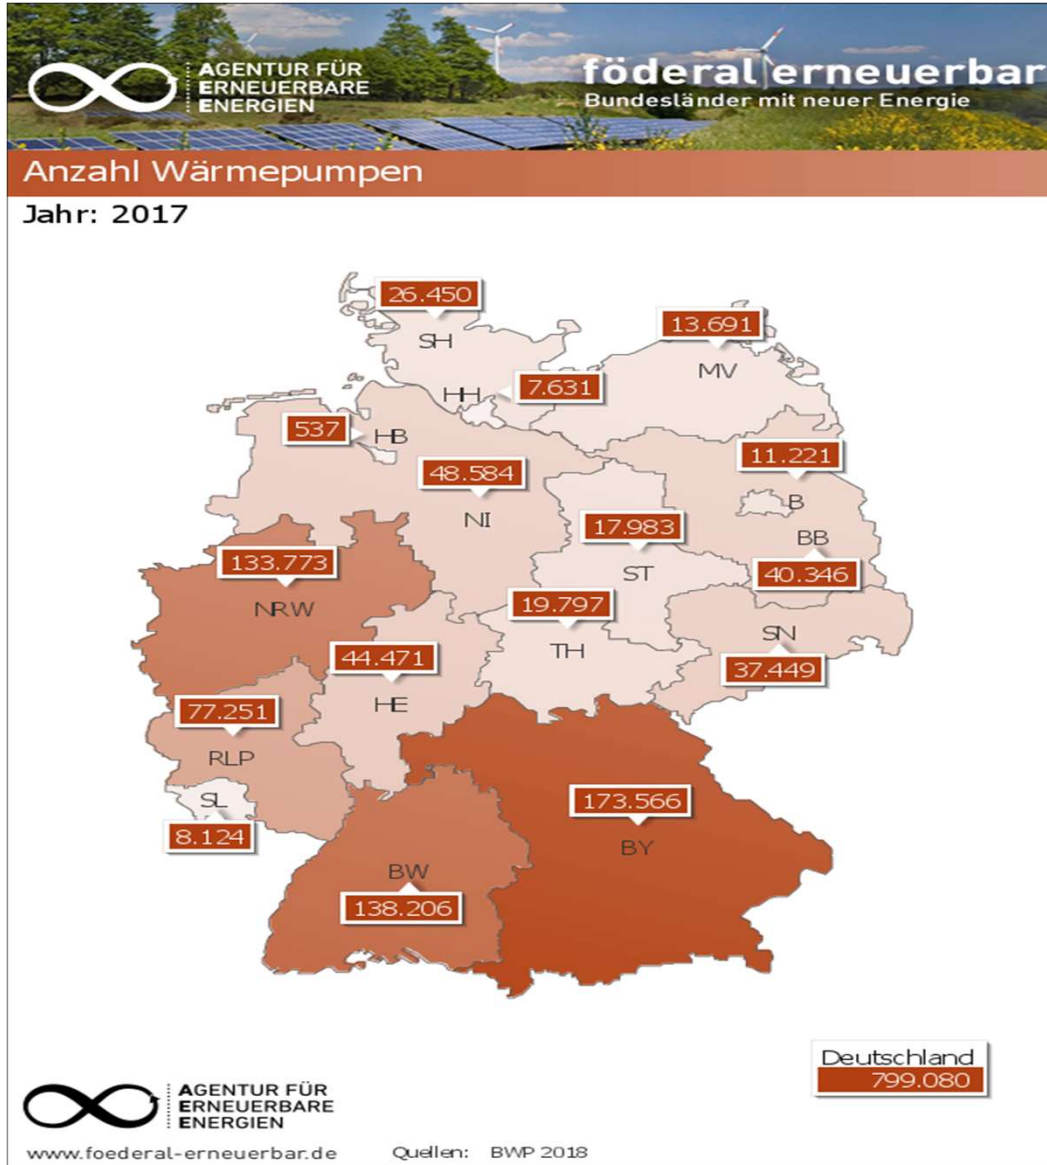 AGENTUR FÜR
ERNEUERBARE
ENERGIEN
föderal erneuerbar
Bundesländer mit neuer Energie
Anzahl Wärmepumpen
Jahr: 2017
26.450
SH
13.691
MV
HH
7.631
537
HB
11.221
B
48.584
NI
17.983
ST
BB
40.346
133.773
NRW
19.797
TH
SN
37.449
44.471
HE
77.251
RLP
SL
8.124
173.566
BY
BW
138.206
Deutschland
799.080
AGENTUR FÜR
ERNEUERBARE
ENERGIEN
www.foederal-erneuerbar.de Quellen: BWP 2018